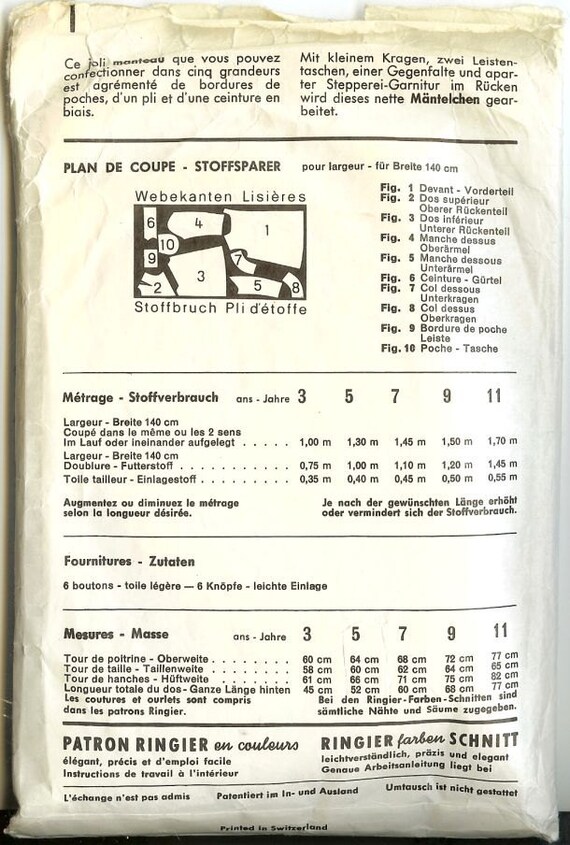 Ce joli manteau que vous pouvez
confectionner dans cinq grandeurs
est agrémenté de bordures de
poches, d'un pli et d'une ceinture en
biais.
Mit kleinem Kragen, zwei Leisten-
taschen, einer Gegenfalte und apar-
ter Stepperei-Garnitur im Rücken
wird dieses nette Mäntelchen gear-
beitet.
PLAN DE COUPE - STOFFSPARER pour largeur - für Breite 140 cm
Webekanten Lisières
6 4 1
10
9 3 7
2 5 8
Stoffbruch Pli d'étoffe
Fig. 1 Devant - Vorderteil
Fig. 2 Dos supérieur
Oberer Rückenteil
Fig. 3 Dos inférieur
Unterer Rückenteil
Fig. 4 Manche dessus
Oberärmel
Fig. 5 Manche dessous
Unterärmel
Fig. 6 Ceinture - Gürtel
Fig. 7 Col dessous
Unterkragen
Fig. 8 Col dessus
Oberkragen
Fig. 9 Bordure de poche
Leiste
Fig. 10 Poche - Tasche
Métrage - Stoffverbrauch ans - Jahre 3 5 7 9 11
Largeur - Breite 140 cm
Coupé dans le même ou les 2 sens
Im Lauf oder ineinander aufgelegt . . . . . 1,00 m 1,30 m 1,45 m 1,50 m 1,70 m
Largeur - Breite 140 cm
Doublure - Futterstoff . . . . . . . . . . 0,75 m 1,00 m 1,10 m 1,20 m 1,45 m
Toile tailleur - Einlagestoff . . . . . . . . 0,35 m 0,40 m 0,45 m 0,50 m 0,55 m
Augmentez ou diminuez le métrage
selon la longueur désirée.
Je nach der gewünschten Länge erhöht
oder vermindert sich der Stoffverbrauch.
Fournitures - Zutaten
6 boutons - toile légère — 6 Knöpfe - leichte Einlage
Mesures - Masse ans - Jahre 3 5 7 9 11
Tour de poitrine - Oberweite . . . . . . . . 60 cm 64 cm 68 cm 72 cm 77 cm
Tour de taille - Taillenweite . . . . . . . 58 cm 60 cm 62 cm 64 cm 65 cm
Tour de hanches - Hüftweite . . . . . . . 61 cm 66 cm 71 cm 75 cm 82 cm
Longueur totale du dos - Ganze Länge hinten 45 cm 52 cm 60 cm 68 cm 77 cm
Les coutures et ourlets sont compris
dans les patrons Ringier.
Bei den Ringier-Farben-Schnitten sind
sämtliche Nähte und Säume zugegeben.
PATRON RINGIER en couleurs
élégant, précis et d'emploi facile
Instructions de travail à l'intérieur
RINGIER farben SCHNITT
leichtverständlich, präzis und elegant
Genaue Arbeitsanleitung liegt bei
L'échange n'est pas admis Patentiert im In- und Ausland Umtausch ist nicht gestattet
Printed in Switzerland